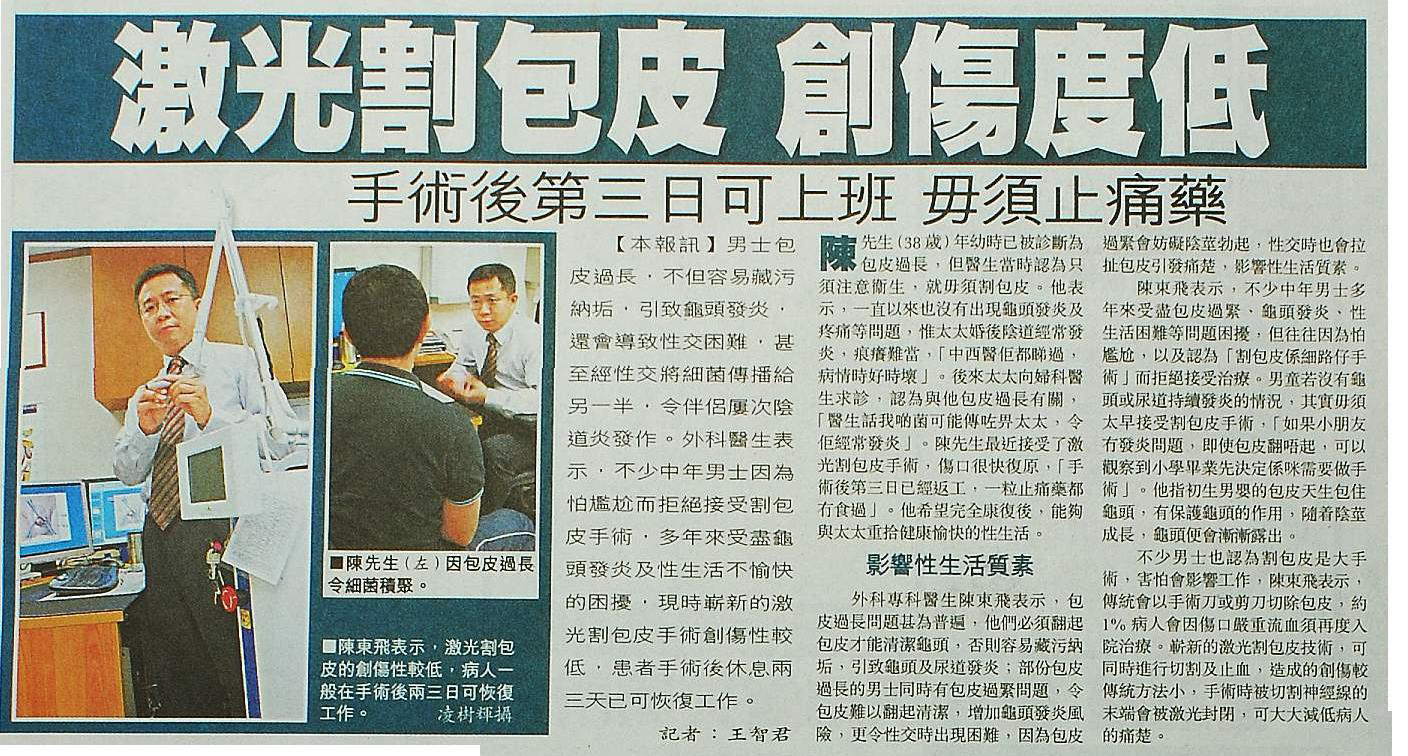 激光割包皮 創傷度低
手術後第三日可上班 毋須止痛藥
■陳先生(左)因包皮過長
令細菌積聚。
■陳東飛表示，激光割包
皮的創傷性較低，病人一
般在手術後兩三日可恢復
工作。 凌樹輝攝
【本報訊】男士包
皮過長，不但容易藏污
納垢，引致龜頭發炎，
還會導致性交困難，甚
至經性交將細菌傳播給
另一半，令伴侶屢次陰
道炎發作。外科醫生表
示，不少中年男士因為
怕尷尬而拒絕接受割包
皮手術，多年來受盡龜
頭發炎及性生活不愉快
的困擾，現時嶄新的激
光割包皮手術創傷性較
低，患者手術後休息兩
三天已可恢復工作。
記者：王智君
陳先生(38歲)年幼時已被診斷為
包皮過長，但醫生當時認為只
須注意衞生，就毋須割包皮。他表
示，一直以來也沒有出現龜頭發炎及
疼痛等問題，惟太太婚後陰道經常發
炎，痕癢難當，「中西醫佢都睇過，
病情時好時壞」。後來太太向婦科醫
生求診，認為與他包皮過長有關，
「醫生話我啲菌可能傳咗畀太太，令
佢經常發炎」。陳先生最近接受了激
光割包皮手術，傷口很快復原，「手
術後第三日已經返工，一粒止痛藥都
冇食過」。他希望完全康復後，能夠
與太太重拾健康愉快的性生活。
影響性生活質素
外科專科醫生陳東飛表示，包
皮過長問題甚為普遍，他們必須翻起
包皮才能清潔龜頭，否則容易藏污納
垢，引致龜頭及尿道發炎；部份包皮
過長的男士同時有包皮過緊問題，令
包皮難以翻起清潔，增加龜頭發炎風
險，更令性交時出現困難，因為包皮
過緊會妨礙陰莖勃起，性交時也會拉
扯包皮引發痛楚，影響性生活質素。
陳東飛表示，不少中年男士多
年來受盡包皮過緊、龜頭發炎、性
生活困難等問題困擾，但往往因為怕
尷尬，以及認為「割包皮係細路仔手
術」而拒絕接受治療。男童若沒有龜
頭或尿道持續發炎的情況，其實毋須
太早接受割包皮手術，「如果小朋友
有發炎問題，即使包皮翻唔起，可以
觀察到小學畢業先決定係咪需要做手
術」。他指初生男嬰的包皮天生包住
龜頭，有保護龜頭的作用，隨着陰莖
成長，龜頭便會漸漸露出。
不少男士也認為割包皮是大手
術，害怕會影響工作，陳東飛表示，
傳統會以手術刀或剪刀切除包皮，約
1%病人會因傷口嚴重流血須再度入
院治療。嶄新的激光割包皮技術，可
同時進行切割及止血，造成的創傷較
傳統方法小，手術時被切割神經線的
末端會被激光封閉，可大大減低病人
的痛楚。